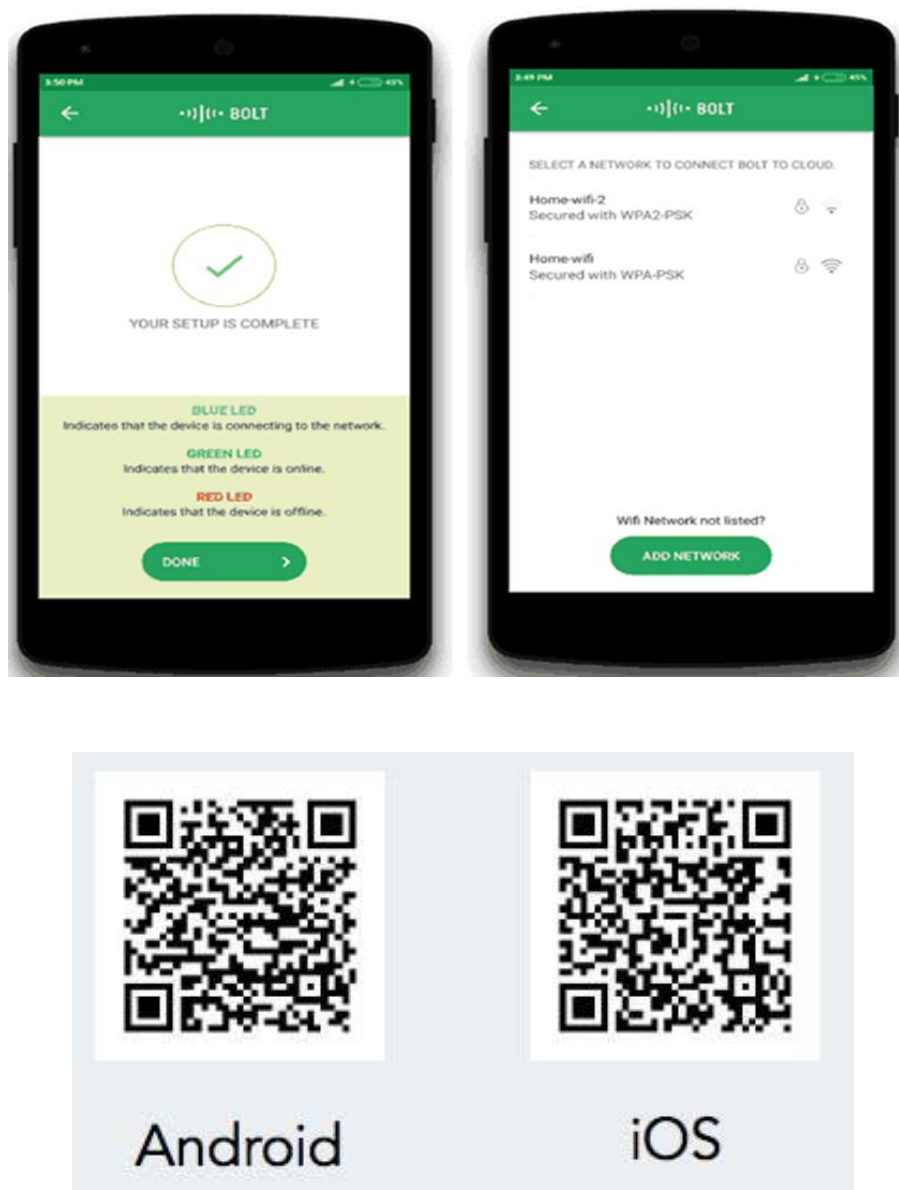 3:50 PM
45%
BOLT
YOUR SETUP IS COMPLETE
BLUE LED
Indicates that the device is connecting to the network.
GREEN LED
Indicates that the device is online.
RED LED
Indicates that the device is offline.
DONE
3:49 PM
45%
BOLT
SELECT A NETWORK TO CONNECT BOLT TO CLOUD.
Home-wifi-2
Secured with WPA2-PSK
Home-wifi
Secured with WPA-PSK
Wifi Network not listed?
ADD NETWORK
Android
iOS